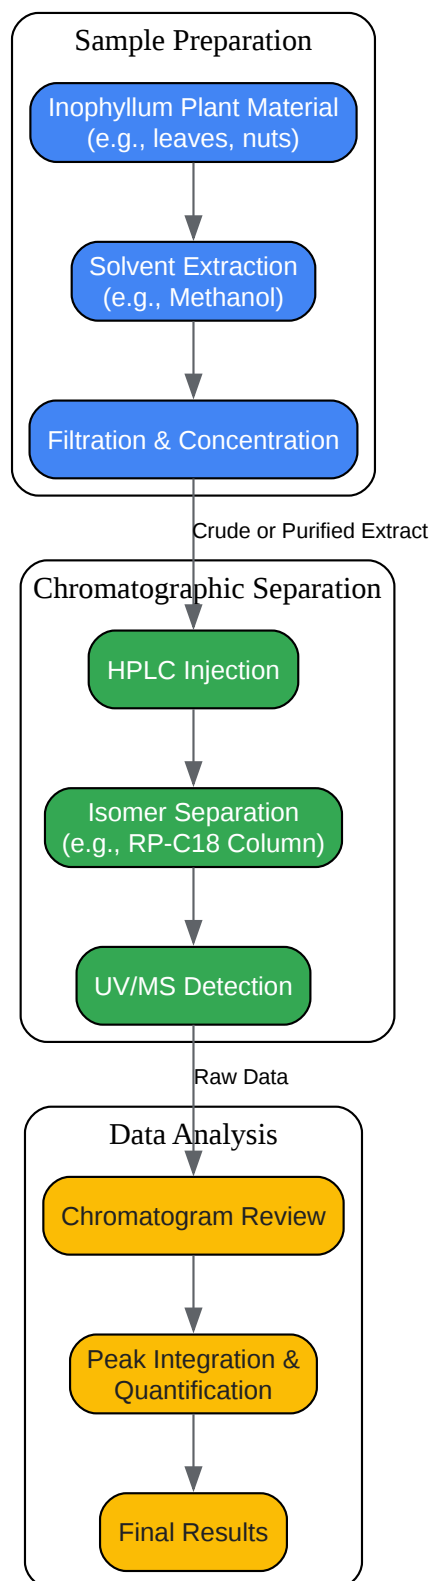 Sample Preparation
Inophyllum Plant Material
(e.g., leaves, nuts)
Solvent Extraction
(e.g., Methanol)
Filtration & Concentration
Crude or Purified Extract
Chromatographic Separation
HPLC Injection
Isomer Separation
(e.g., RP-C18 Column)
UV/MS Detection
Raw Data
Data Analysis
Chromatogram Review
Peak Integration &
Quantification
Final Results